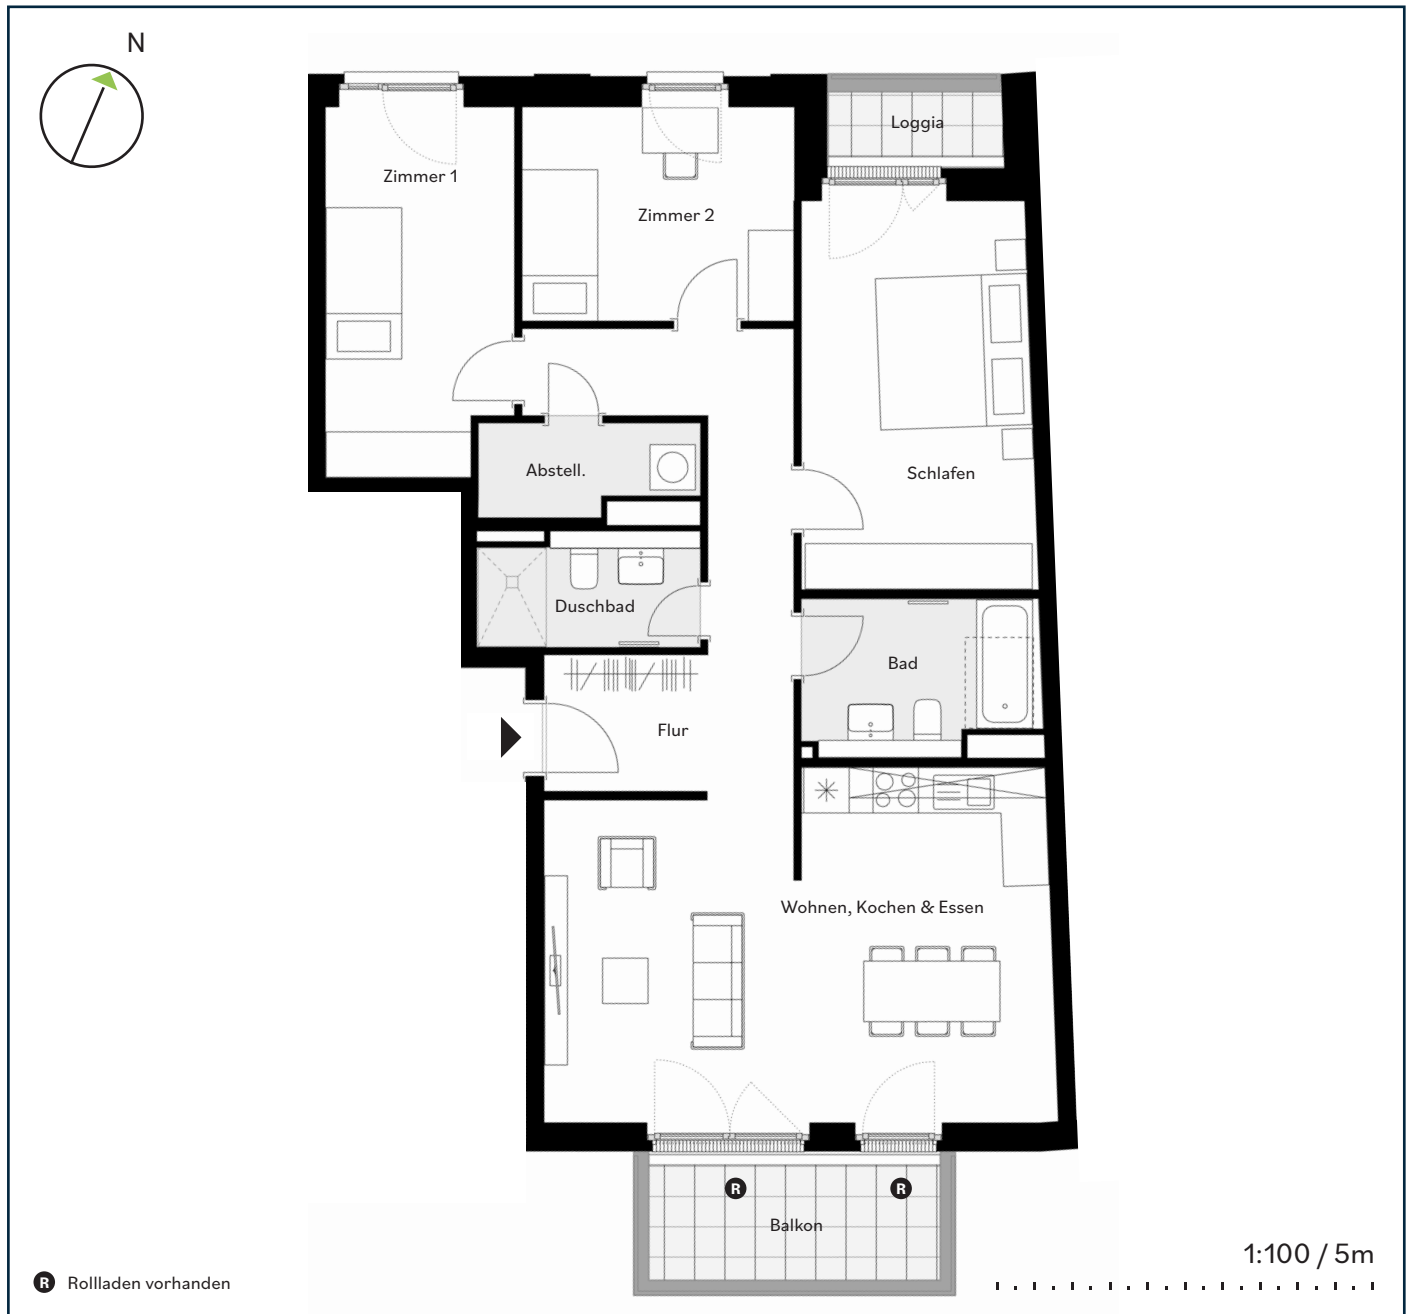 N
Loggia
Zimmer 1
Zimmer 2
Abstell.
Schlafen
Duschbad
Bad
Flur
Wohnen, Kochen & Essen
R
R
Balkon
1:100 / 5m
R Rollladen vorhanden